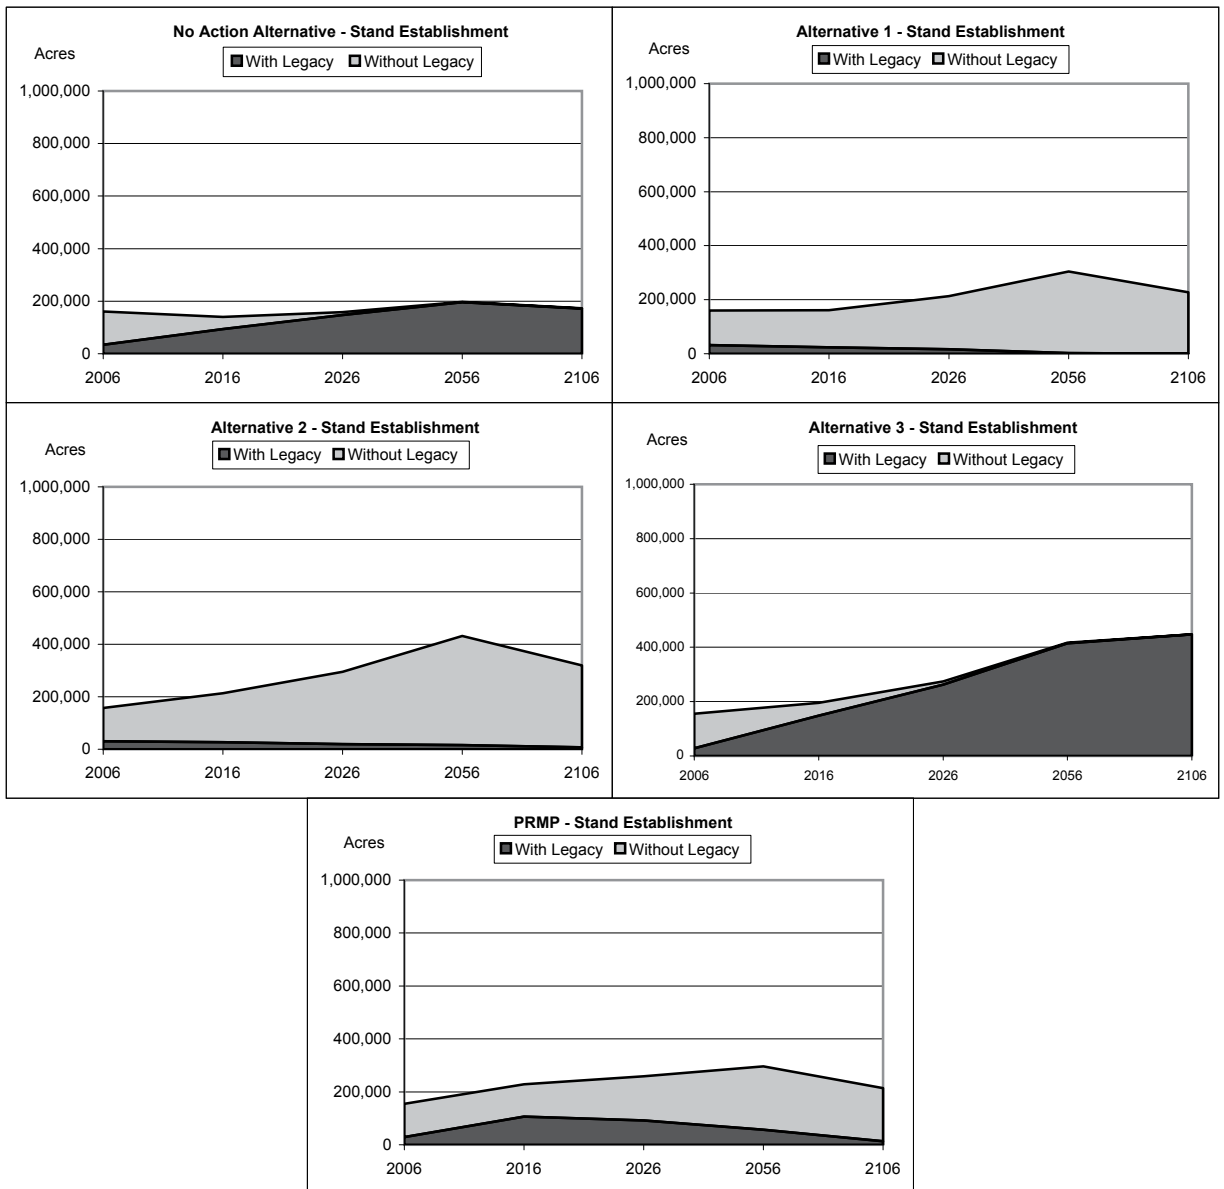 No Action Alternative - Stand Establishment
Acres
With Legacy Without Legacy
1,000,000
800,000
600,000
400,000
200,000
0
2006 2016 2026 2056 2106
Alternative 1 - Stand Establishment
Acres
With Legacy Without Legacy
1,000,000
800,000
600,000
400,000
200,000
0
2006 2016 2026 2056 2106
Alternative 2 - Stand Establishment
Acres
With Legacy Without Legacy
1,000,000
800,000
600,000
400,000
200,000
0
2006 2016 2026 2056 2106
Alternative 3 - Stand Establishment
Acres
With Legacy Without Legacy
1,000,000
800,000
600,000
400,000
200,000
0
2006 2016 2026 2056 2106
PRMP - Stand Establishment
Acres
With Legacy Without Legacy
1,000,000
800,000
600,000
400,000
200,000
0
2006 2016 2026 2056 2106